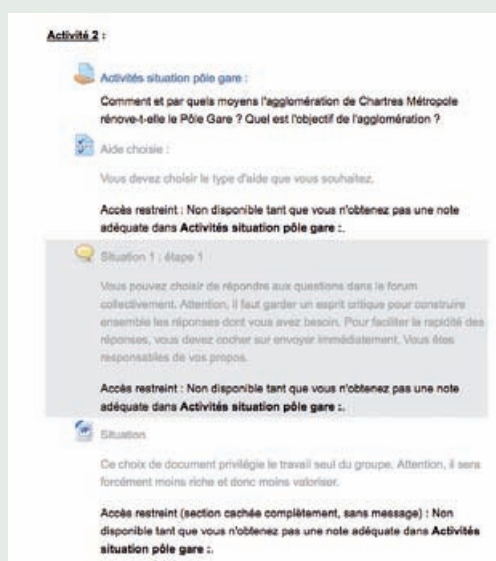 Activité 2 :
Activités situation pôle gare :
Comment et par quels moyens l'agglomération de Chartres Métropole
rénove-t-elle le Pôle Gare ? Quel est l'objectif de l'agglomération ?
Aide choisie :
Vous devez choisir le type d'aide que vous souhaitez.
Accès restreint : Non disponible tant que vous n'obtenez pas une note
adéquate dans Activités situation pôle gare :.
Situation 1 : étape 1
Vous pouvez choisir de répondre aux questions dans le forum
collectivement. Attention, il faut garder un esprit critique pour construire
ensemble les réponses dont vous avez besoin. Pour faciliter la rapidité des
réponses, vous devez cocher sur envoyer immédiatement. Vous êtes
responsables de vos propos.
Accès restreint : Non disponible tant que vous n'obtenez pas une note
adéquate dans Activités situation pôle gare :.
Situation
Ce choix de document privilégie le travail seul du groupe. Attention, il sera
forcément moins riche et donc moins valoriser.
Accès restreint (section cachée complètement, sans message) : Non
disponible tant que vous n'obtenez pas une note adéquate dans Activités
situation pôle gare :.